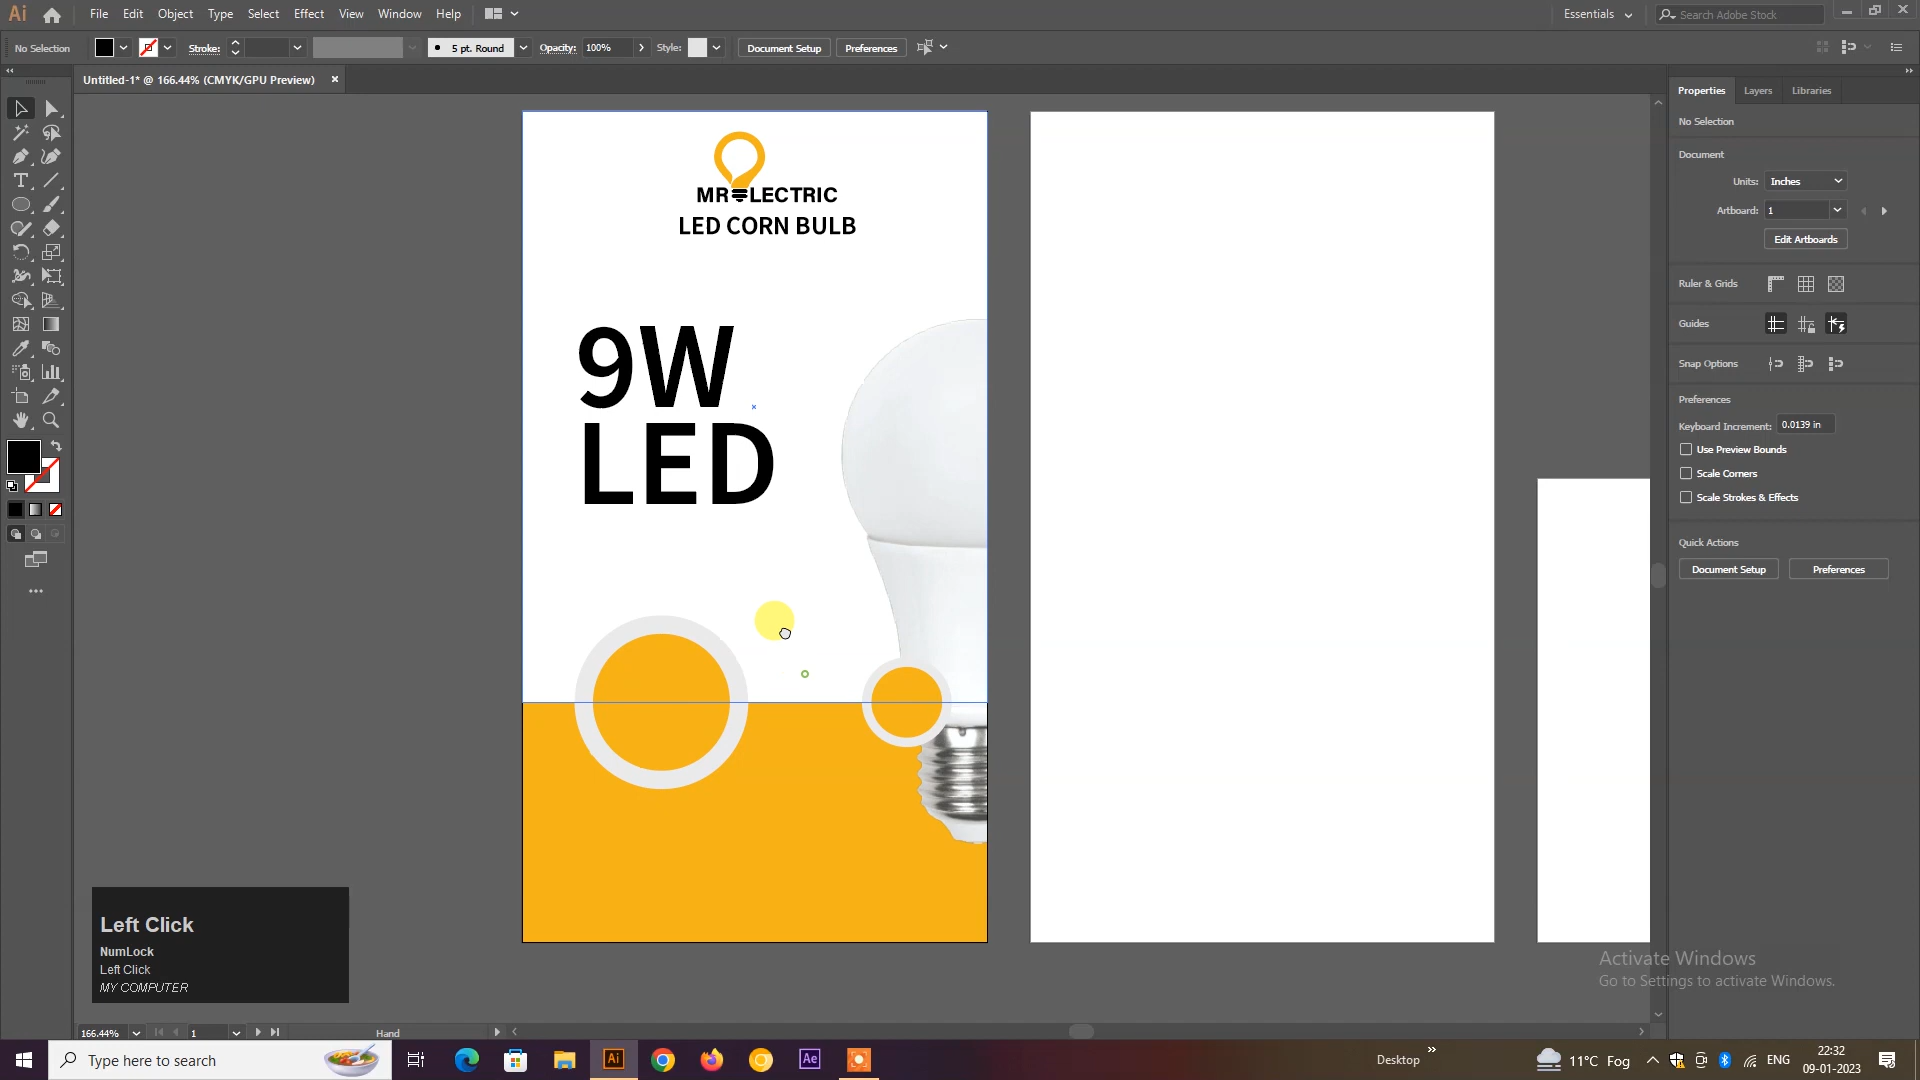 Ai File Edit Object Type Select Effect View Window Help Essentials Search Adobe Stock
No Selection Stroke: 5 pt. Round Opacity: 100% Style: Document Setup Preferences
Untitled-1* @ 166.44% (CMYK/GPU Preview)
Properties Layers Libraries
No Selection
Document
Units: Inches
Artboard: 1
Edit Artboards
Ruler & Grids
Guides
Snap Options
Preferences
Keyboard Increment: 0.0139 in
Use Preview Bounds
Scale Corners
Scale Strokes & Effects
Quick Actions
Document Setup Preferences
MR LECTRIC
LED CORN BULB
9W
LED
Left Click
NumLock
Left Click
MY COMPUTER
Activate Windows
Go to Settings to activate Windows.
166.44% 1 Hand
Type here to search
Ai
Ae
Desktop
11°C Fog
ENG
22:32
09-01-2023